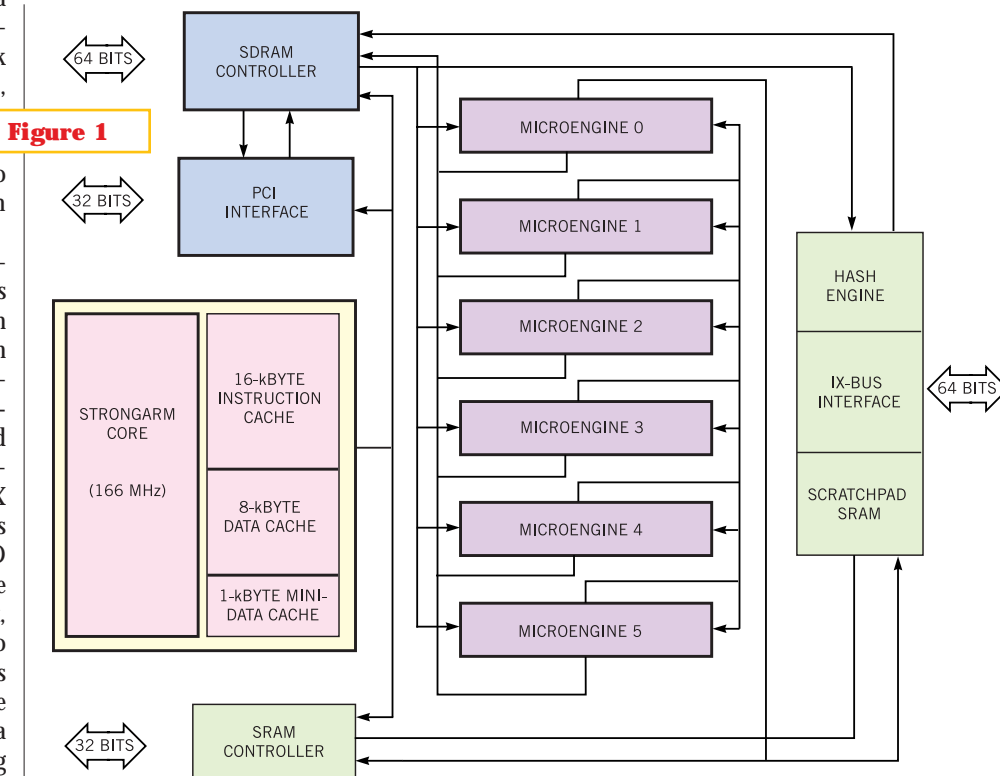 k
,
Figure 1
o
n
s
n
n
d
X
s
0
e
,
o
s
e
a
g
64 BITS
SDRAM
CONTROLLER
32 BITS
PCI
INTERFACE
STRONGARM
CORE
(166 MHz)
16-kBYTE
INSTRUCTION
CACHE
8-kBYTE
DATA CACHE
1-kBYTE MINI-
DATA CACHE
32 BITS
SRAM
CONTROLLER
MICROENGINE 0
MICROENGINE 1
MICROENGINE 2
MICROENGINE 3
MICROENGINE 4
MICROENGINE 5
HASH
ENGINE
IX-BUS
INTERFACE
SCRATCHPAD
SRAM
64 BITS